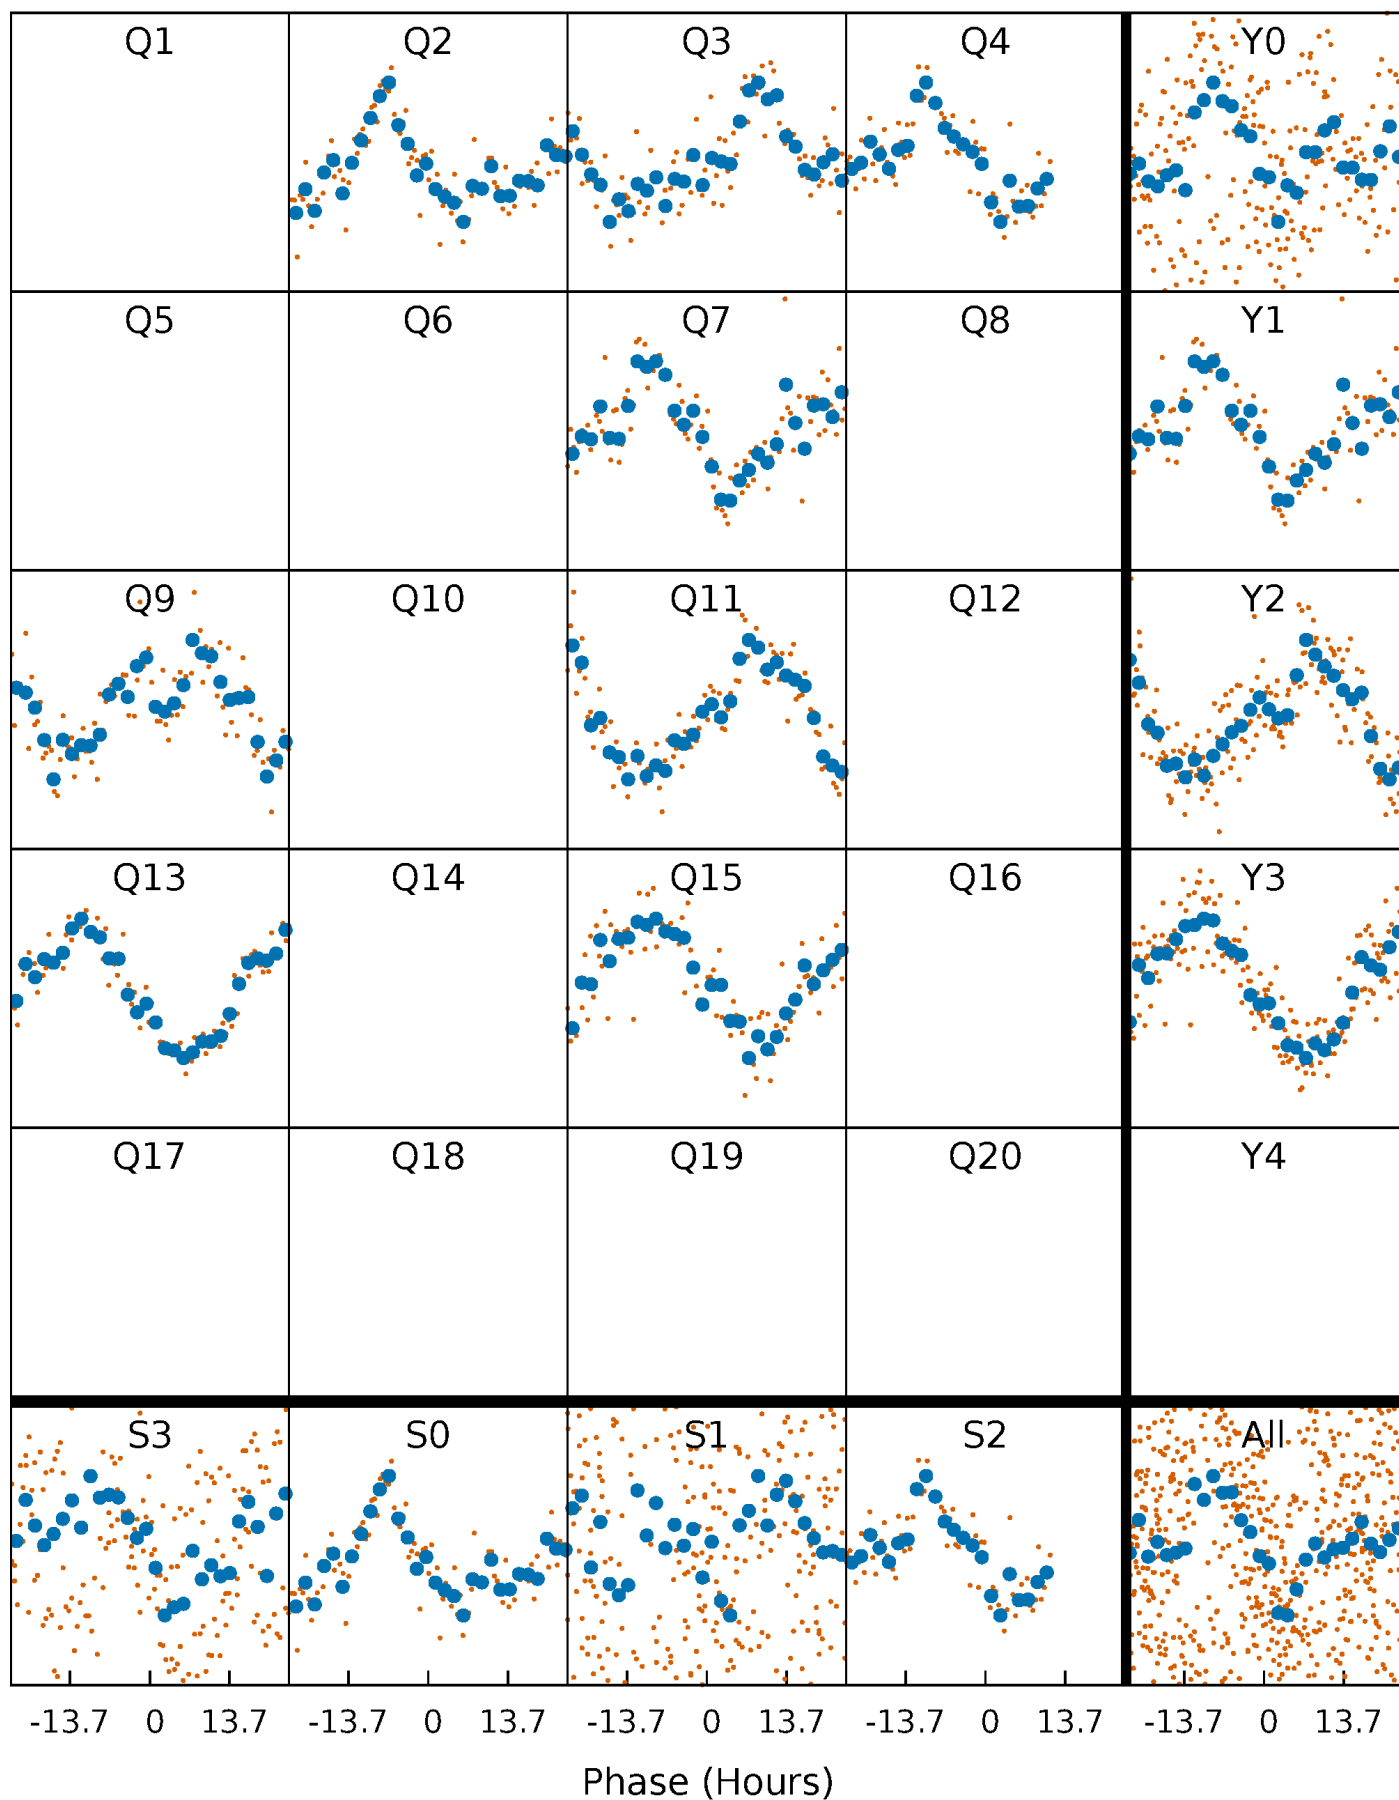 Q1 Q2 Q3 Q4 Y0
Q5 Q6 Q7 Q8 Y1
Q9 Q10 Q11 Q12 Y2
Q13 Q14 Q15 Q16 Y3
Q17 Q18 Q19 Q20 Y4
S3 S0 S1 S2 All
-13.7 0 13.7 -13.7 0 13.7 -13.7 0 13.7 -13.7 0 13.7 -13.7 0 13.7
Phase (Hours)